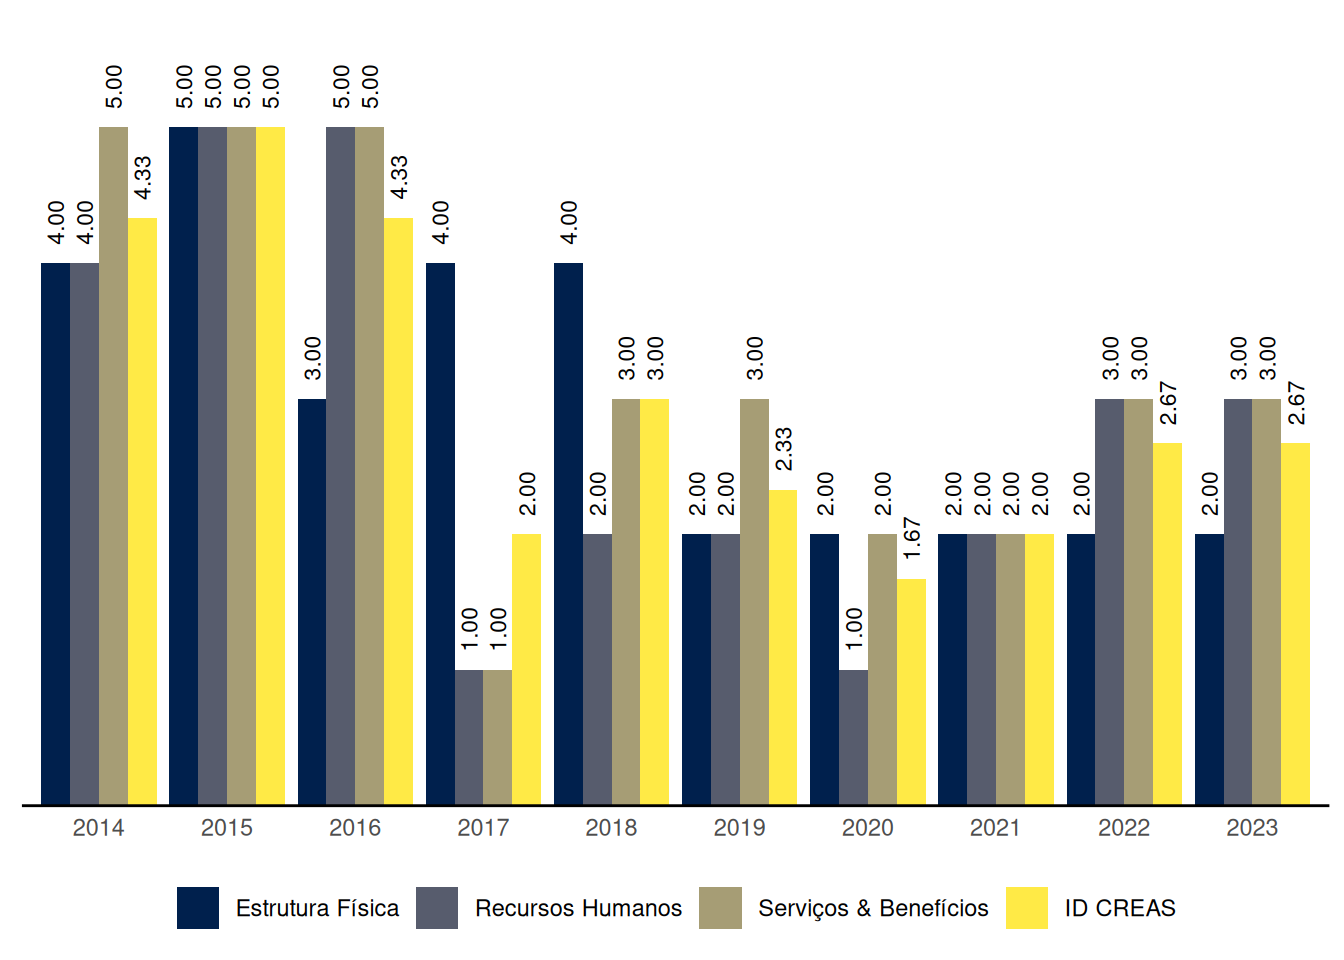 4.00 4.00 5.00 4.33 5.00 5.00 5.00 5.00 3.00 5.00 5.00 4.33 4.00 1.00 1.00 2.00 4.00 2.00 3.00 3.00 2.00 2.00 3.00 2.33 2.00 1.00 2.00 1.67 2.00 2.00 2.00 2.00 2.00 3.00 3.00 2.67 2.00 3.00 3.00 2.67
2014 2015 2016 2017 2018 2019 2020 2021 2022 2023
Estrutura Física Recursos Humanos Serviços & Benefícios ID CREAS